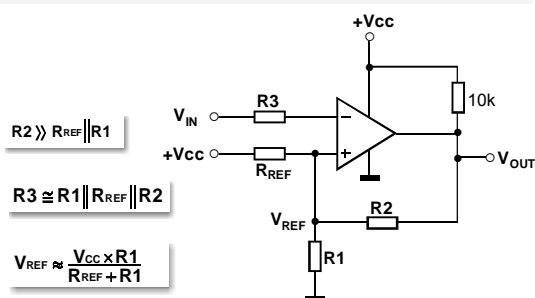 +Vcc
R3
10k
VIN
R2 ⟩⟩ RREF‖R1
+Vcc
RREF
VOUT
−
+
R3 ≅ R1‖RREF‖R2
R2
VREF
VREF ≈ VCC × R1 / RREF + R1
R1